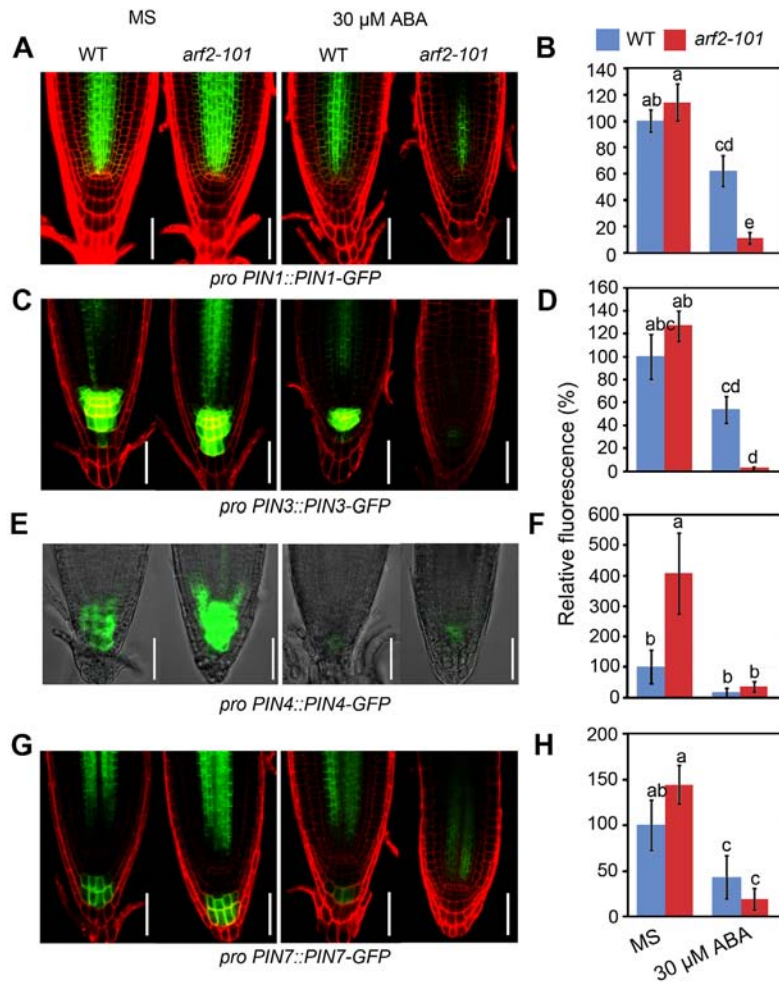 MS
30 µM ABA
WT
arf2-101
WT
arf2-101
WT
arf2-101
A
B
140
120
100
80
60
40
20
0
ab
a
cd
e
pro PIN1::PIN1-GFP
C
D
160
140
120
100
80
60
40
20
0
abc
ab
cd
d
pro PIN3::PIN3-GFP
Relative fluorescence (%)
E
F
600
500
400
300
200
100
0
b
a
b
b
pro PIN4::PIN4-GFP
G
H
200
150
100
50
0
ab
a
c
c
MS
30 µM ABA
pro PIN7::PIN7-GFP